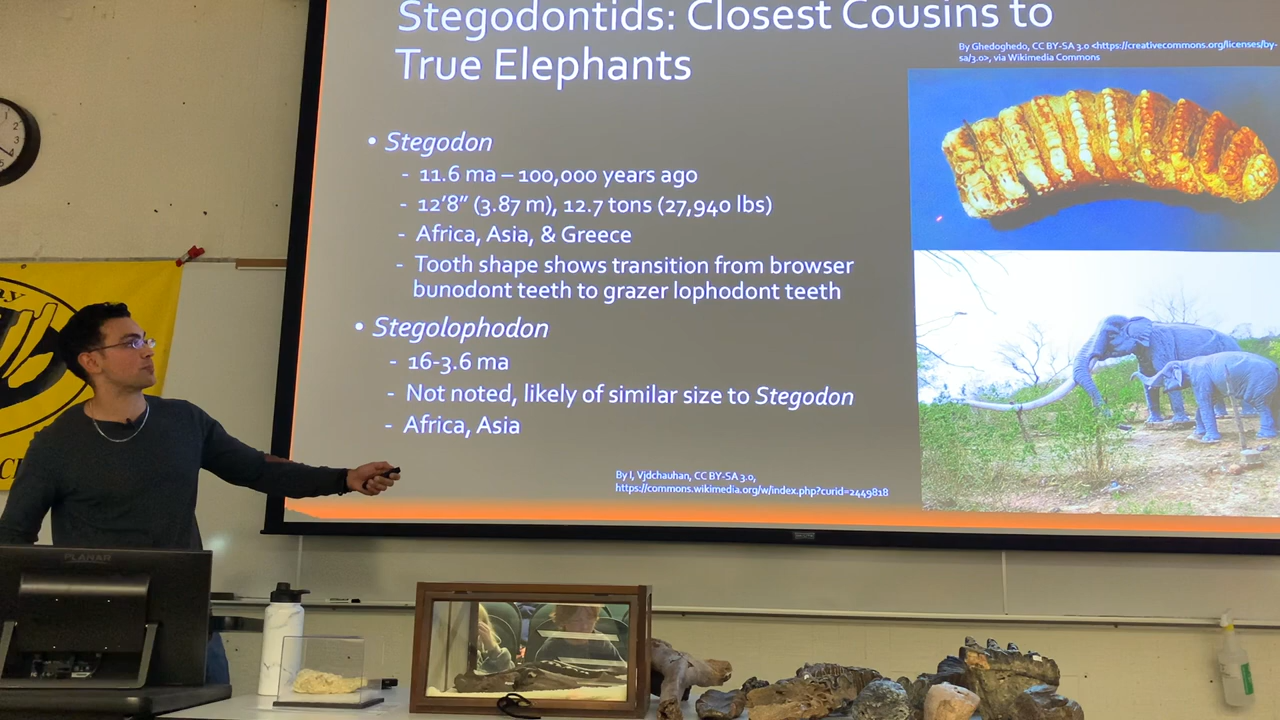 Stegodontids: Closest Cousins to
True Elephants
By Ghedoghedo, CC BY-SA 3.0 <https://creativecommons.org/licenses/by-
sa/3.0>, via Wikimedia Commons
• Stegodon
- 11.6 ma – 100,000 years ago
- 12'8" (3.87 m), 12.7 tons (27,940 lbs)
- Africa, Asia, & Greece
- Tooth shape shows transition from browser
bunodont teeth to grazer lophodont teeth
• Stegolophodon
- 16-3.6 ma
- Not noted, likely of similar size to Stegodon
- Africa, Asia
By I, Vjdchauhan, CC BY-SA 3.0,
https://commons.wikimedia.org/w/index.php?curid=2449818
1
2
3
PLANAR